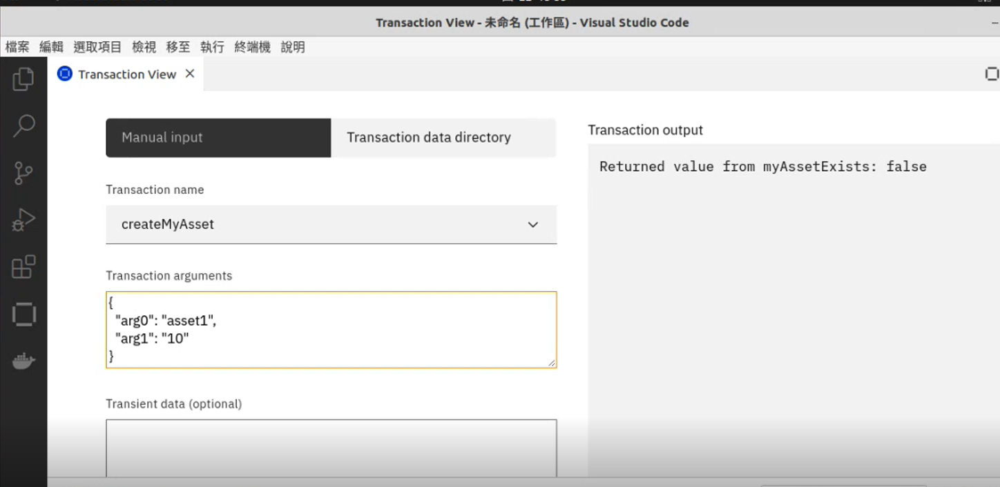 Transaction View - 未命名 (工作區) - Visual Studio Code
檔案 編輯 選取項目 檢視 移至 執行 終端機 說明
Transaction View
Manual input
Transaction data directory
Transaction name
createMyAsset
Transaction arguments
{
"arg0": "asset1",
"arg1": "10"
}
Transient data (optional)
Transaction output
Returned value from myAssetExists: false